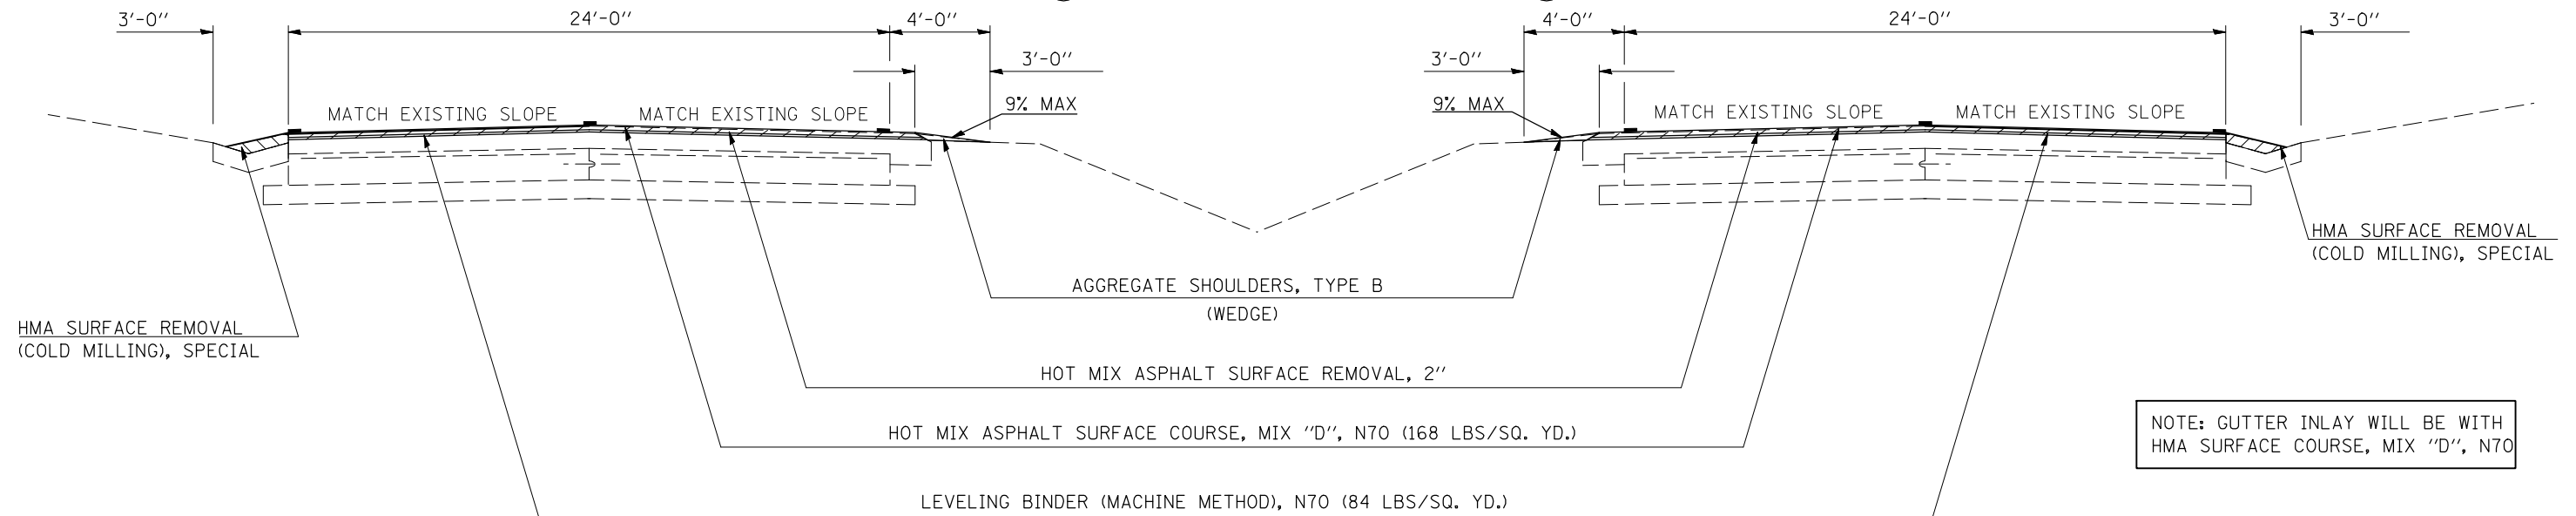 3'-0" 24'-0" 4'-0" 4'-0" 24'-0" 3'-0"
3'-0" 3'-0"
9% MAX 9% MAX
MATCH EXISTING SLOPE MATCH EXISTING SLOPE MATCH EXISTING SLOPE MATCH EXISTING SLOPE
HMA SURFACE REMOVAL
(COLD MILLING), SPECIAL
AGGREGATE SHOULDERS, TYPE B
(WEDGE)
HMA SURFACE REMOVAL
(COLD MILLING), SPECIAL
HOT MIX ASPHALT SURFACE REMOVAL, 2"
HOT MIX ASPHALT SURFACE COURSE, MIX "D", N70 (168 LBS/SQ. YD.)
NOTE: GUTTER INLAY WILL BE WITH
HMA SURFACE COURSE, MIX "D", N70
LEVELING BINDER (MACHINE METHOD), N70 (84 LBS/SQ. YD.)